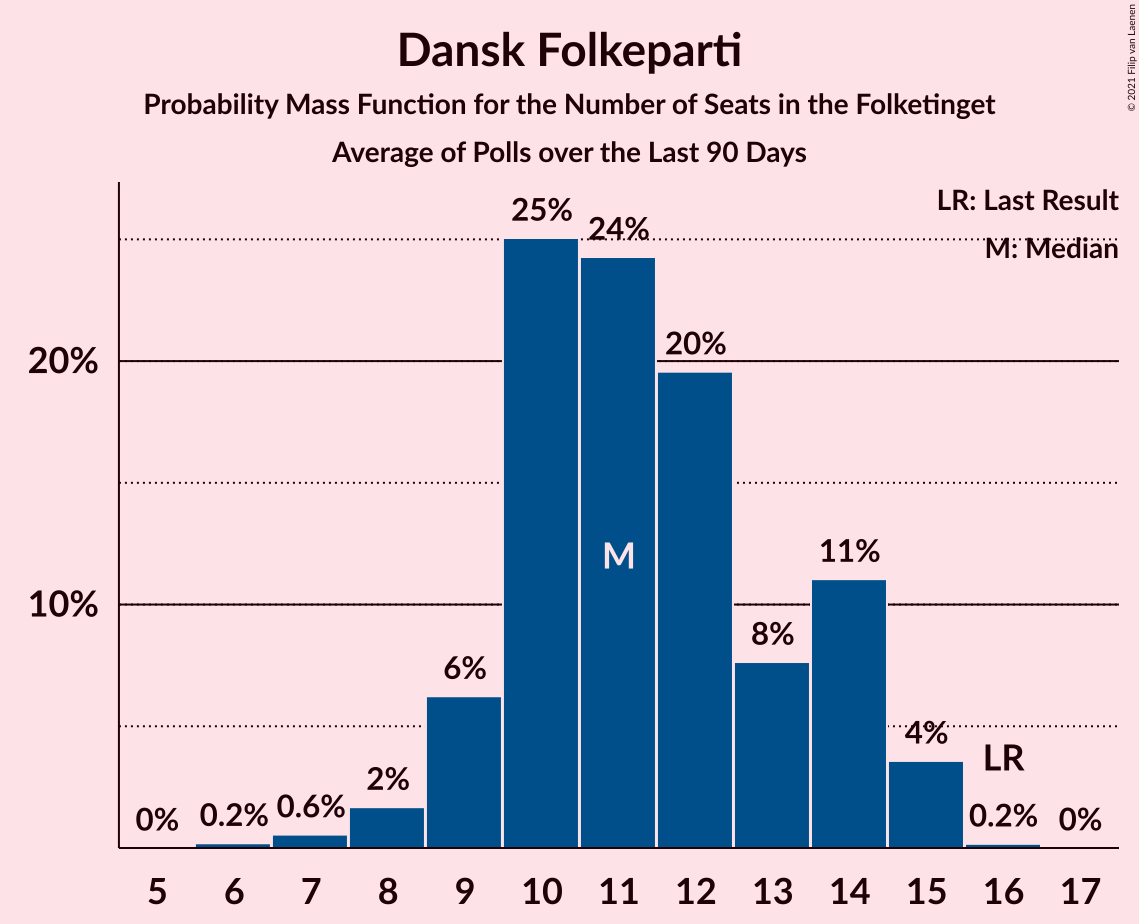 Dansk Folkeparti
Probability Mass Function for the Number of Seats in the Folketinget
Average of Polls over the Last 90 Days
© 2021 Filip van Laenen
LR: Last Result
M: Median
25%
24%
20%
20%
M
11%
10%
8%
6%
4%
LR
2%
0.6%
0.2%
0%
0.2%
0%
5 6 7 8 9 10 11 12 13 14 15 16 17